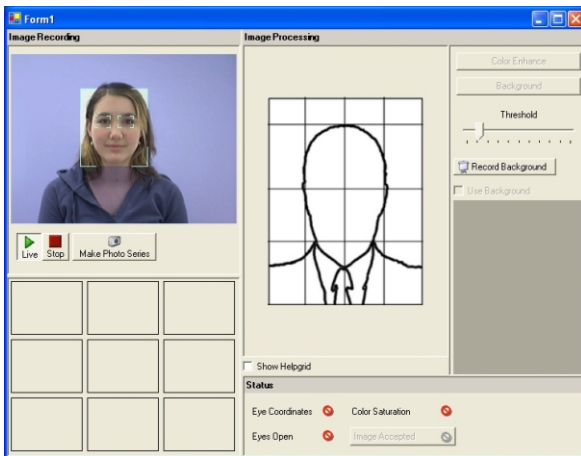 Form1
Image Recording
Image Processing
Color Enhance
Background
Threshold
Record Background
Use Background
Live
Stop
Make Photo Series
Show Helpgrid
Status
Eye Coordinates
Color Saturation
Eyes Open
Image Accepted